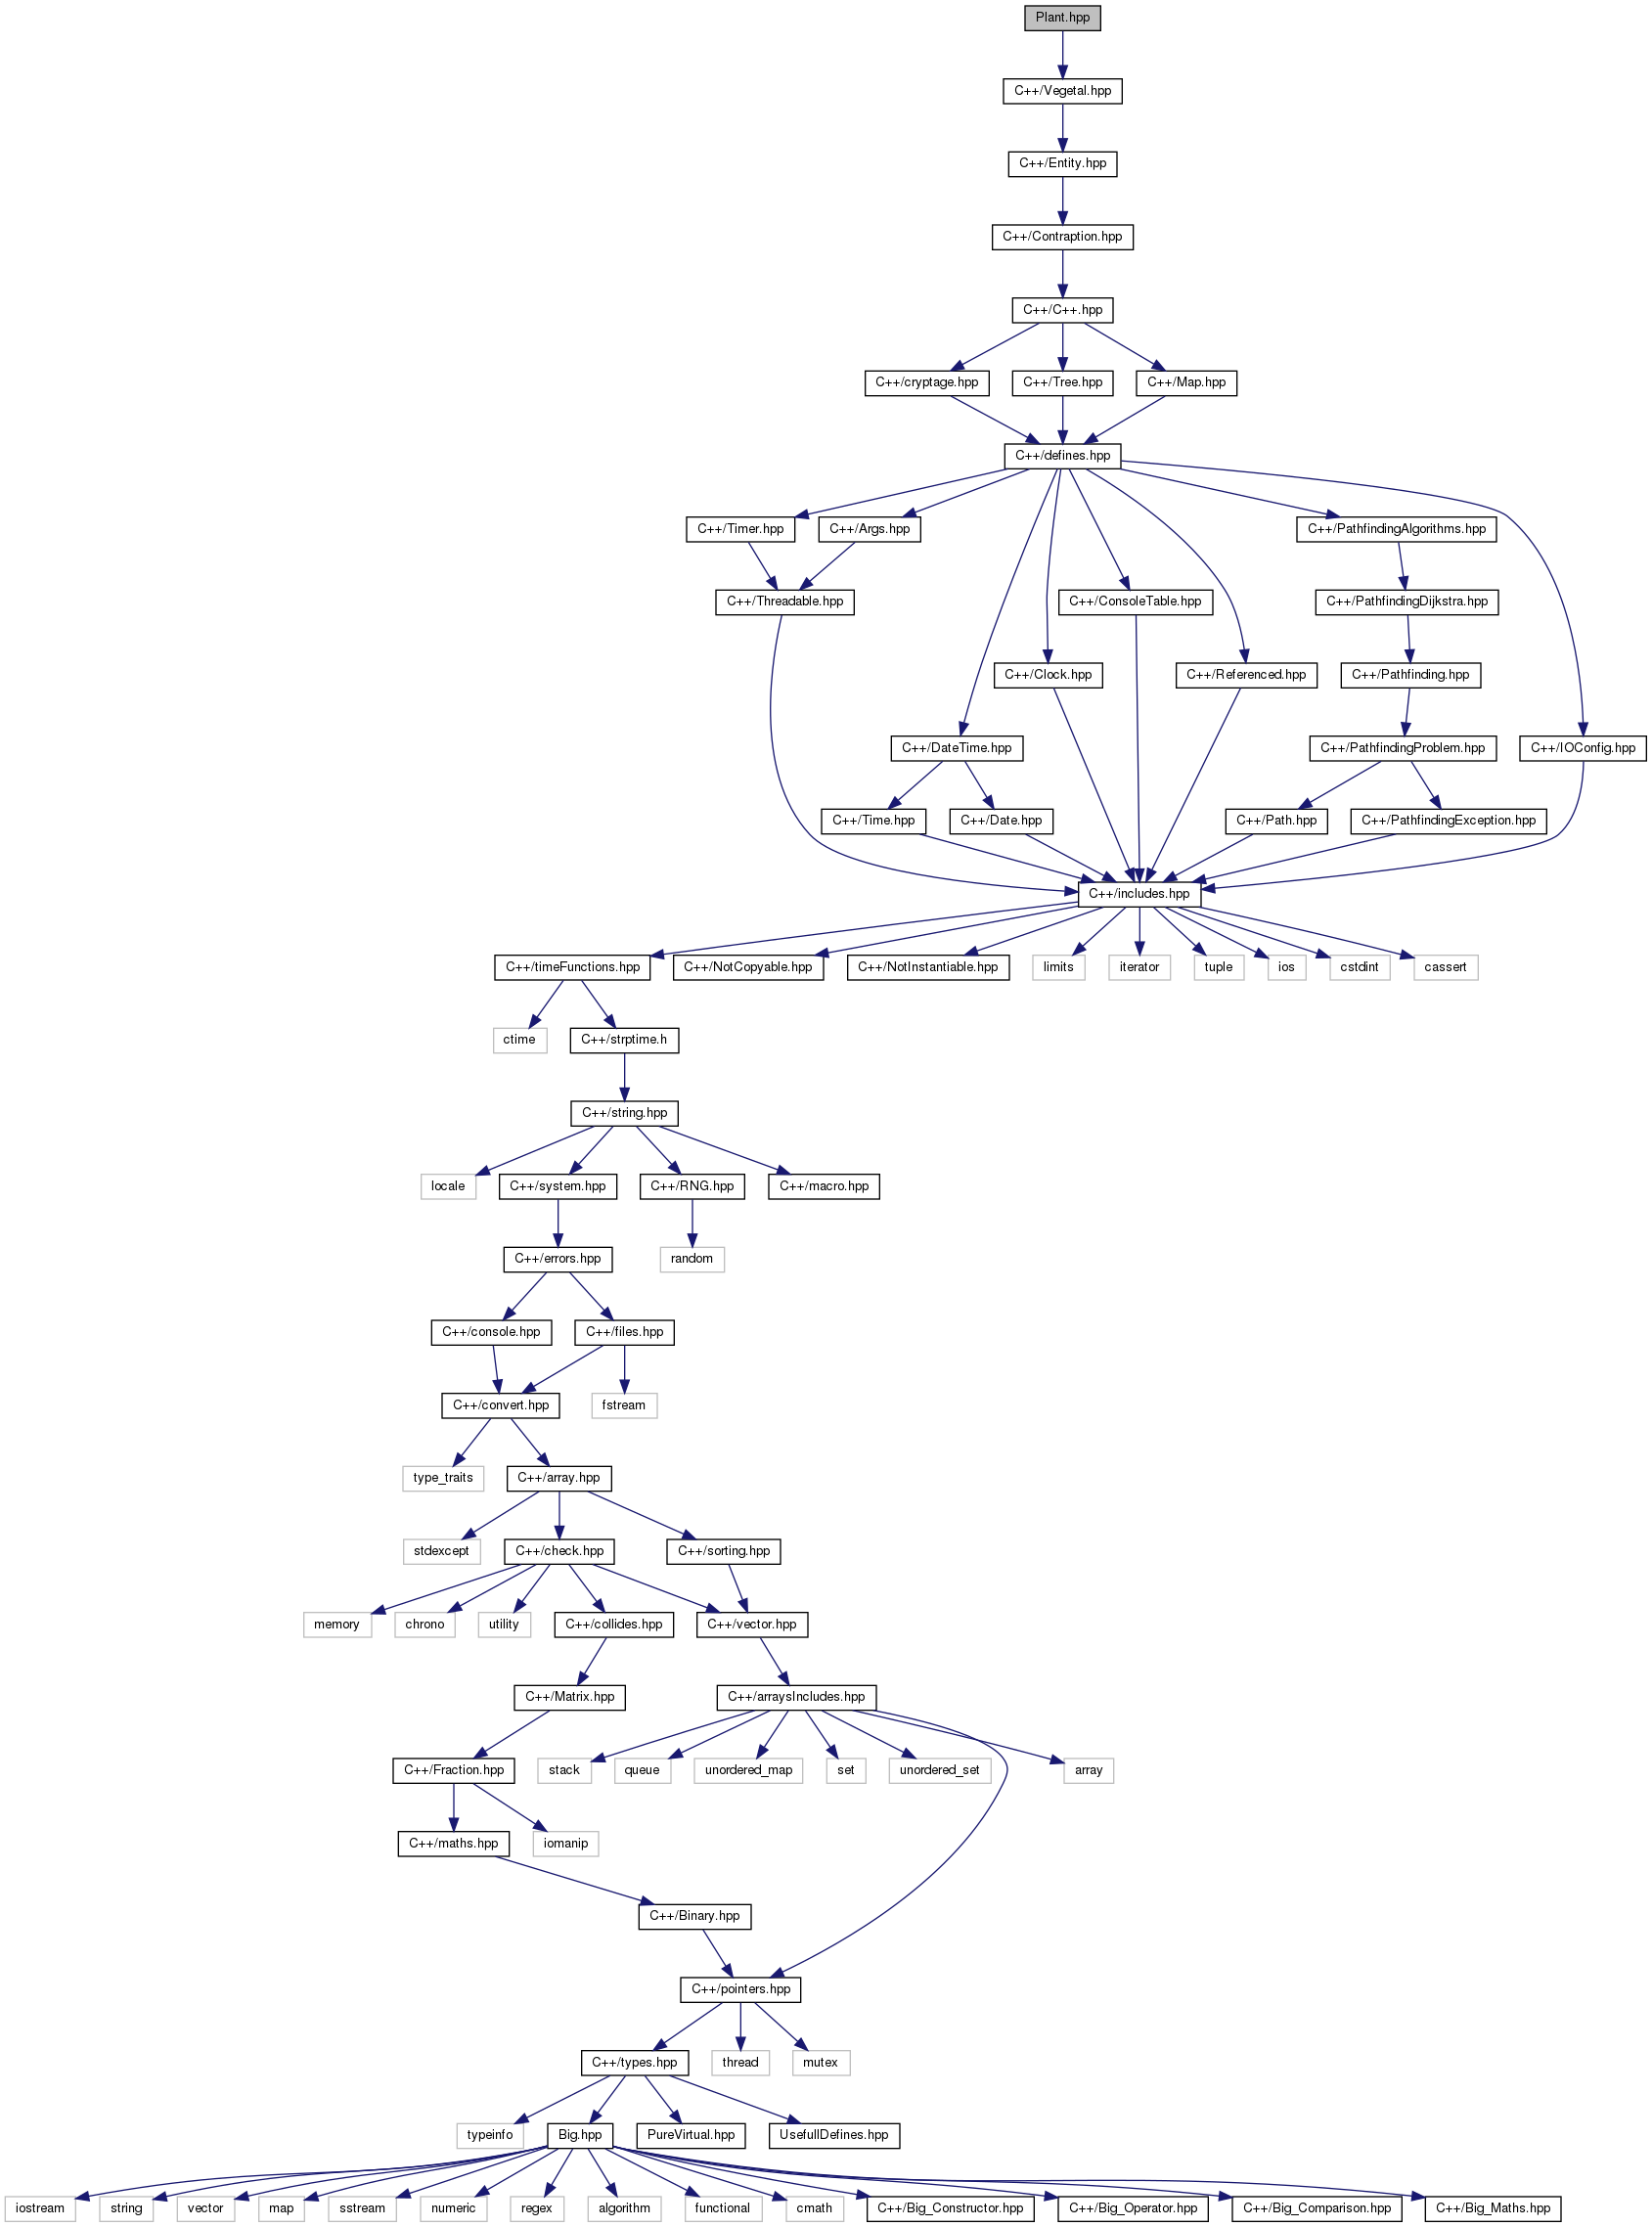 Plant.hpp
C++/Vegetal.hpp
C++/Entity.hpp
C++/Contraption.hpp
C++/C++.hpp
C++/cryptage.hpp
C++/Tree.hpp
C++/Map.hpp
C++/defines.hpp
C++/Timer.hpp
C++/Args.hpp
C++/PathfindingAlgorithms.hpp
C++/Threadable.hpp
C++/ConsoleTable.hpp
C++/PathfindingDijkstra.hpp
C++/Clock.hpp
C++/Referenced.hpp
C++/Pathfinding.hpp
C++/DateTime.hpp
C++/PathfindingProblem.hpp
C++/IOConfig.hpp
C++/Time.hpp
C++/Date.hpp
C++/Path.hpp
C++/PathfindingException.hpp
C++/includes.hpp
C++/timeFunctions.hpp
C++/NotCopyable.hpp
C++/NotInstantiable.hpp
limits
iterator
tuple
ios
cstdint
cassert
ctime
C++/strptime.h
C++/string.hpp
locale
C++/system.hpp
C++/RNG.hpp
C++/macro.hpp
C++/errors.hpp
random
C++/console.hpp
C++/files.hpp
C++/convert.hpp
fstream
type_traits
C++/array.hpp
stdexcept
C++/check.hpp
C++/sorting.hpp
memory
chrono
utility
C++/collides.hpp
C++/vector.hpp
C++/Matrix.hpp
C++/arraysIncludes.hpp
C++/Fraction.hpp
stack
queue
unordered_map
set
unordered_set
array
C++/maths.hpp
iomanip
C++/Binary.hpp
C++/pointers.hpp
C++/types.hpp
thread
mutex
typeinfo
Big.hpp
PureVirtual.hpp
UsefullDefines.hpp
iostream
string
vector
map
sstream
numeric
regex
algorithm
functional
cmath
C++/Big_Constructor.hpp
C++/Big_Operator.hpp
C++/Big_Comparison.hpp
C++/Big_Maths.hpp